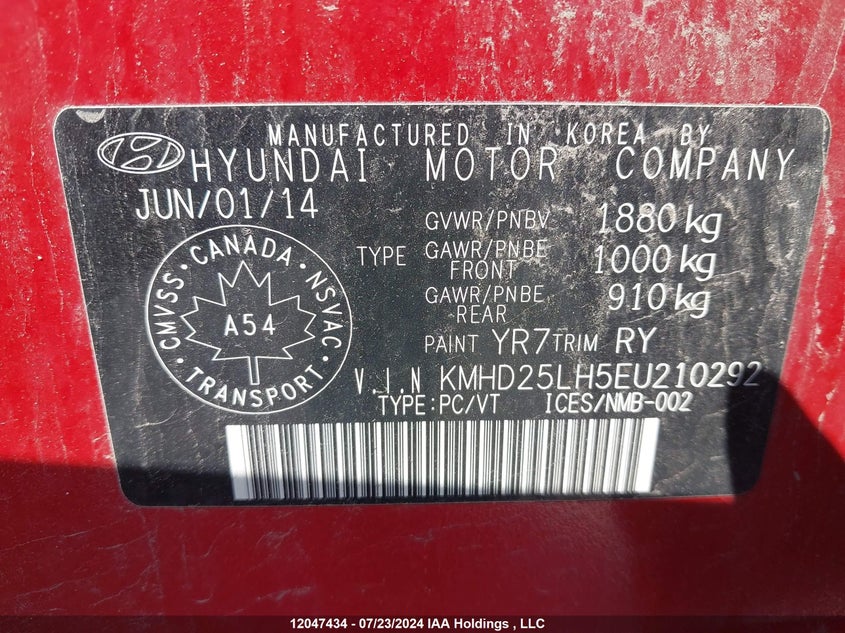 MANUFACTURED IN KOREA BY
HYUNDAI MOTOR COMPANY
JUN/01/14
GVWR/PNBV 1880 kg
TYPE GAWR/PNBE FRONT 1000 kg
GAWR/PNBE REAR 910 kg
PAINT YR7 TRIM RY
V.I.N KMHD25LH5EU210292
TYPE:PC/VT ICES/NMB-002
CMVSS • CANADA • NSVAC • TRANSPORT •
A54
12047434 - 07/23/2024 IAA Holdings , LLC